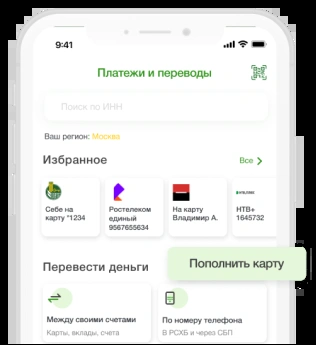 9:41
Платежи и переводы
Поиск по ИНН
Ваш регион: Москва
Избранное
Все
Себе на
карту *1234
Ростелеком
единый
9567655634
На карту
Владимир А.
НТВ+
1645732
Пополнить карту
Перевести деньги
Между своими счетами
Карты, вклады, счета
По номеру телефона
В РСХБ и через СБП